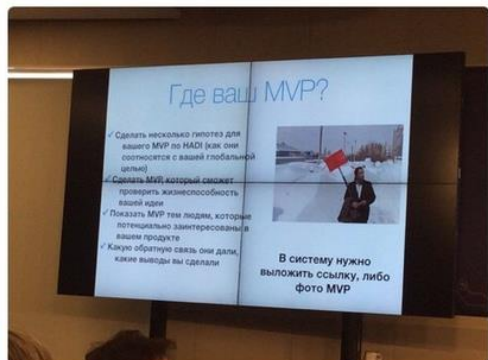 Где ваш MVP?
✓ Сделать несколько гипотез для
вашего MVP по HADI (как они
соотносятся с вашей глобальной
целью)
✓ Сделать MVP, который сможет
проверить жизнеспособность
вашей идеи
✓ Показать MVP тем людям, которые
потенциально заинтересованы в
вашем продукте
✓ Какую обратную связь они дали,
какие выводы вы сделали
В систему нужно
выложить ссылку, либо
фото MVP